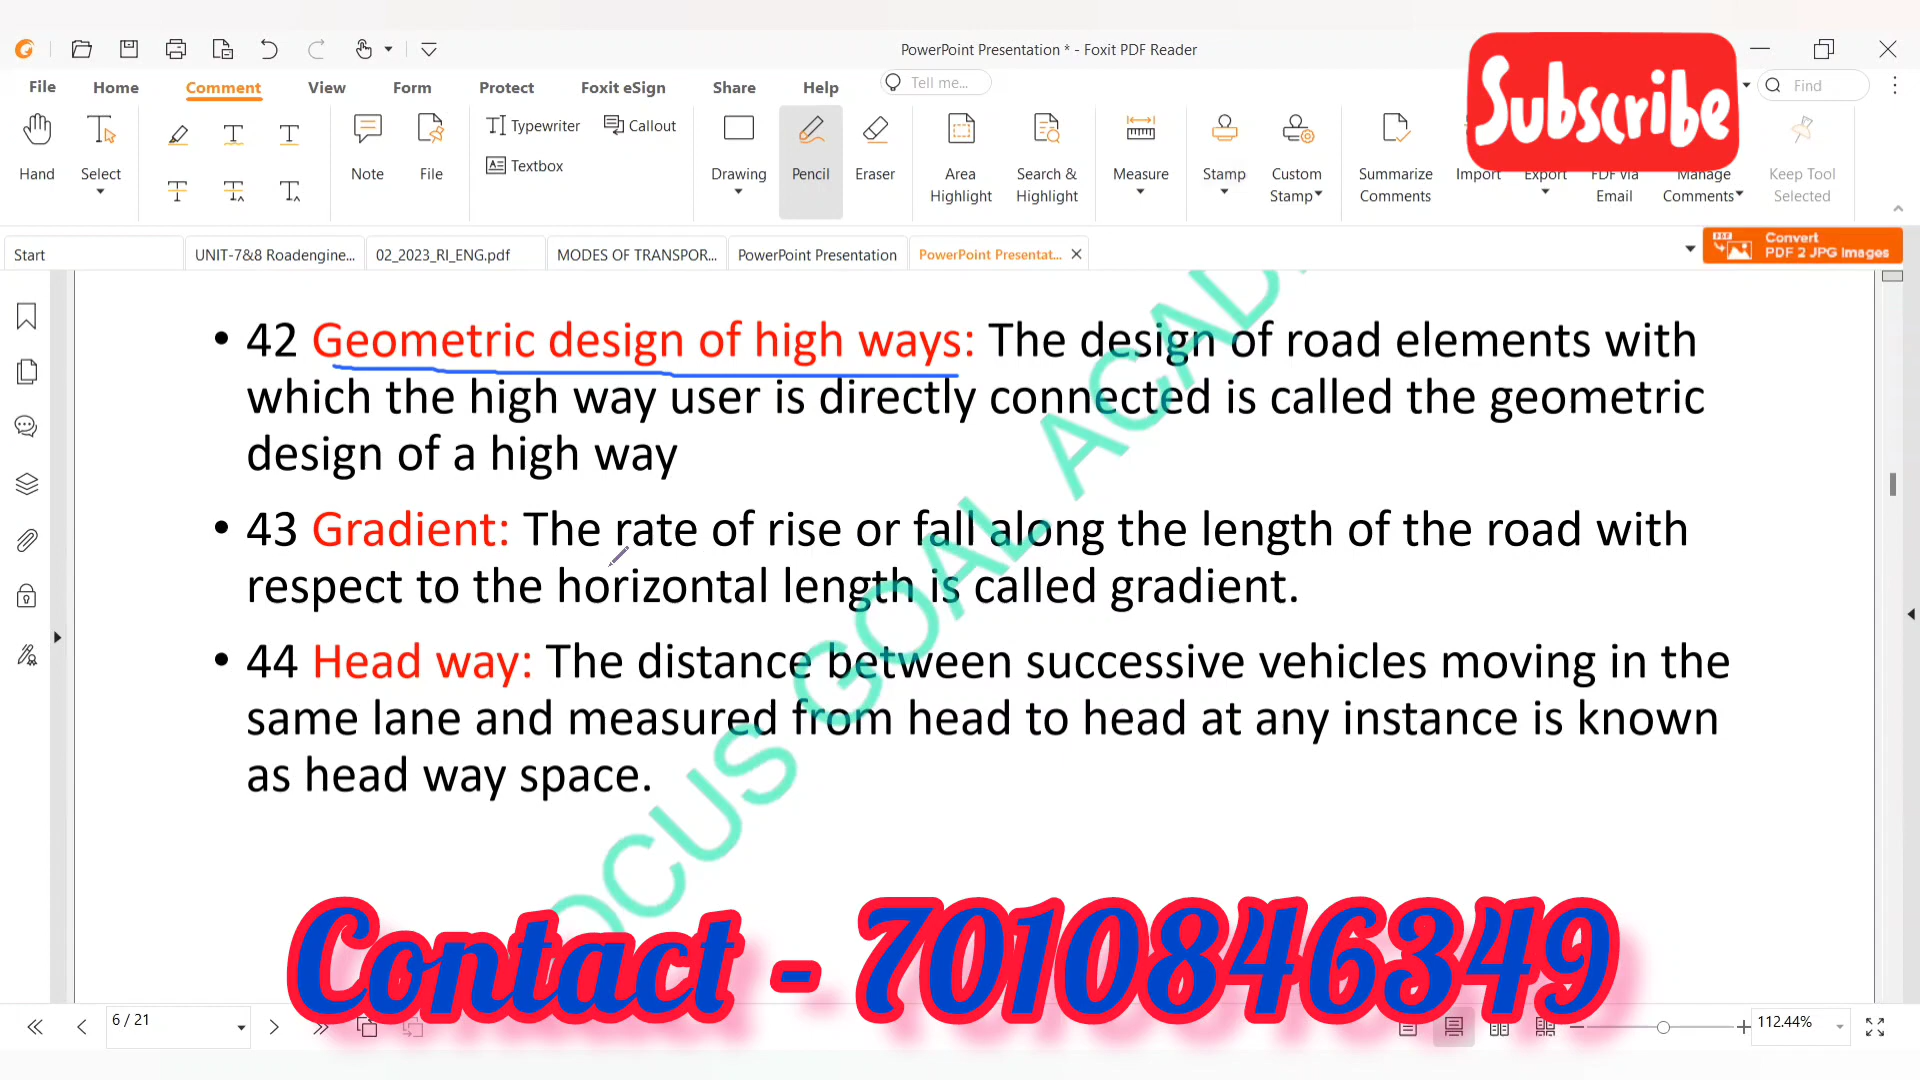 PowerPoint Presentation * - Foxit PDF Reader
Subscribe
File Home Comment View Form Protect Foxit eSign Share Help Tell me... Find
Hand Select Note File Typewriter Callout Textbox Drawing Pencil Eraser Area Highlight Search & Highlight Measure Stamp Custom Stamp Summarize Comments Import Export PDF via Email Manage Comments Keep Tool Selected
Start UNIT-7&8 Roadengine... 02_2023_RI_ENG.pdf MODES OF TRANSPOR... PowerPoint Presentation PowerPoint Presentat...
PDF Convert
PDF 2 JPG Images
• 42 Geometric design of high ways: The design of road elements with
which the high way user is directly connected is called the geometric
design of a high way
• 43 Gradient: The rate of rise or fall along the length of the road with
respect to the horizontal length is called gradient.
• 44 Head way: The distance between successive vehicles moving in the
same lane and measured from head to head at any instance is known
as head way space.
OCUS GOAL ACAD
Contact - 7010846349
6 / 21 112.44%